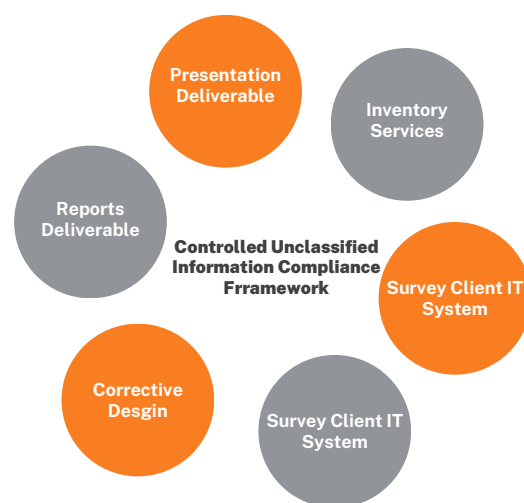 Presentation
Deliverable
Inventory
Services
Reports
Deliverable
Controlled Unclassified
Information Compliance
Frramework
Survey Client IT
System
Corrective
Desgin
Survey Client IT
System